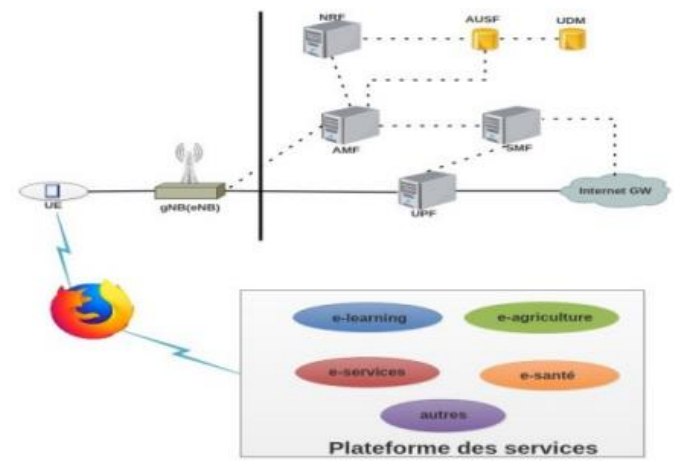 NRF
AUSF
UDM
AMF
SMF
UE
gNB(eNB)
UPF
Internet GW
e-learning
e-agriculture
e-services
e-santé
autres
Plateforme des services